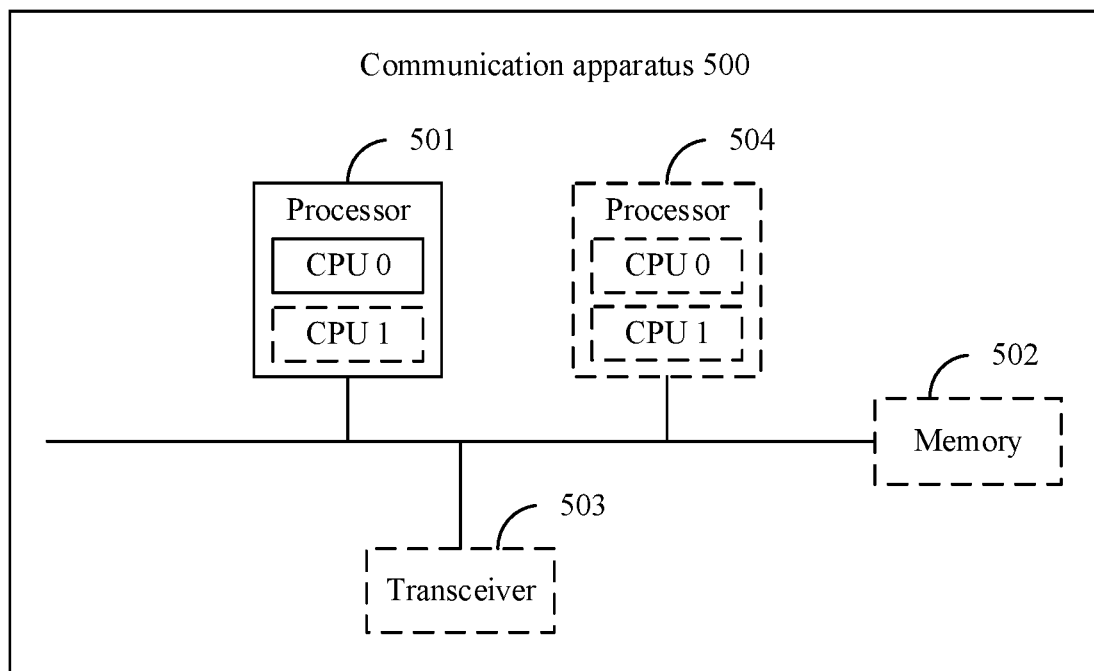 Communication apparatus 500
501
504
Processor
CPU 0
CPU 1
Processor
CPU 0
CPU 1
502
Memory
503
Transceiver